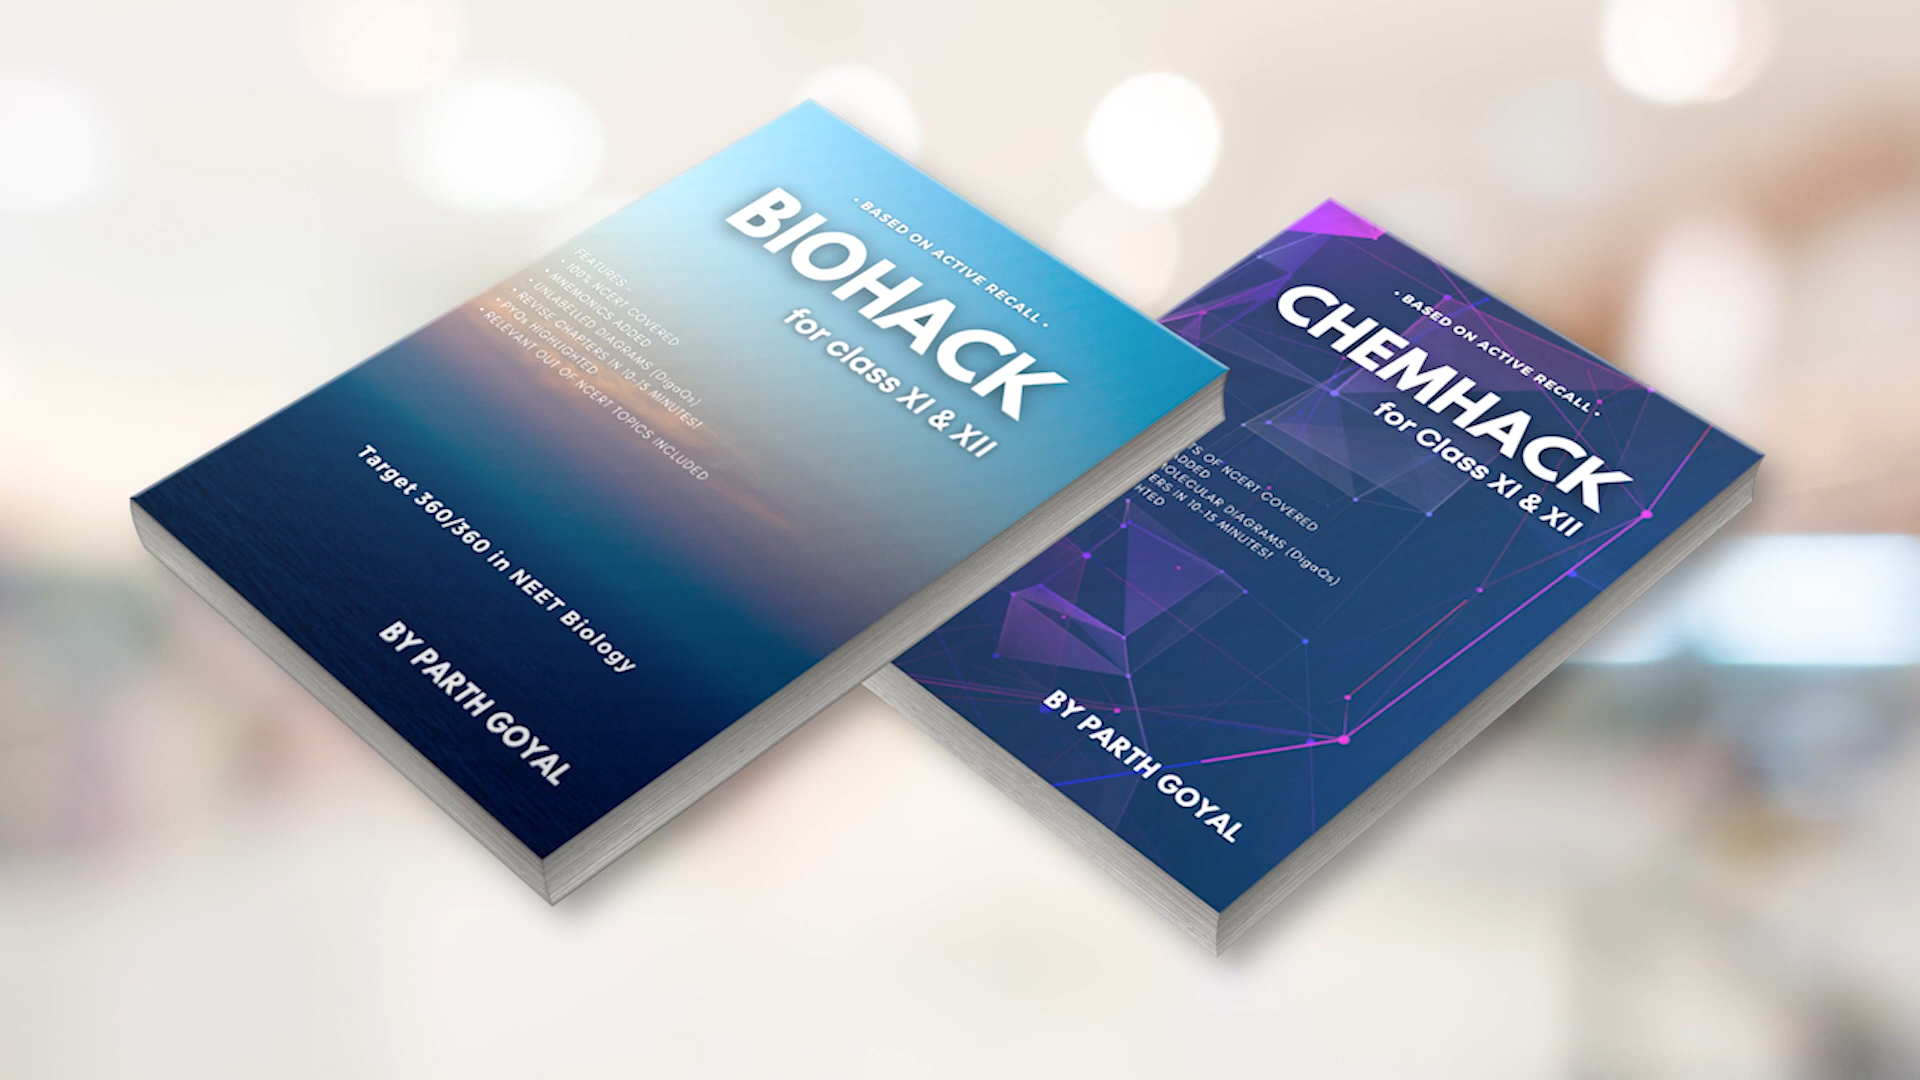 • BASED ON ACTIVE RECALL •
BIOHACK
for class XI & XII
FEATURES:-
• 100% NCERT COVERED
• MNEMONICS ADDED
• UNLABELLED DIAGRAMS (DigaQs)
• REVISE CHAPTERS IN 10-15 MINUTES!
• PYQs HIGHLIGHTED
• RELEVANT OUT OF NCERT TOPICS INCLUDED
Target 360/360 in NEET Biology
BY PARTH GOYAL
• BASED ON ACTIVE RECALL •
CHEMHACK
for Class XI & XII
OF NCERT COVERED
ADDED
DIAGRAMS (DigaQs)
IN 10-15 MINUTES!
BY PARTH GOYAL